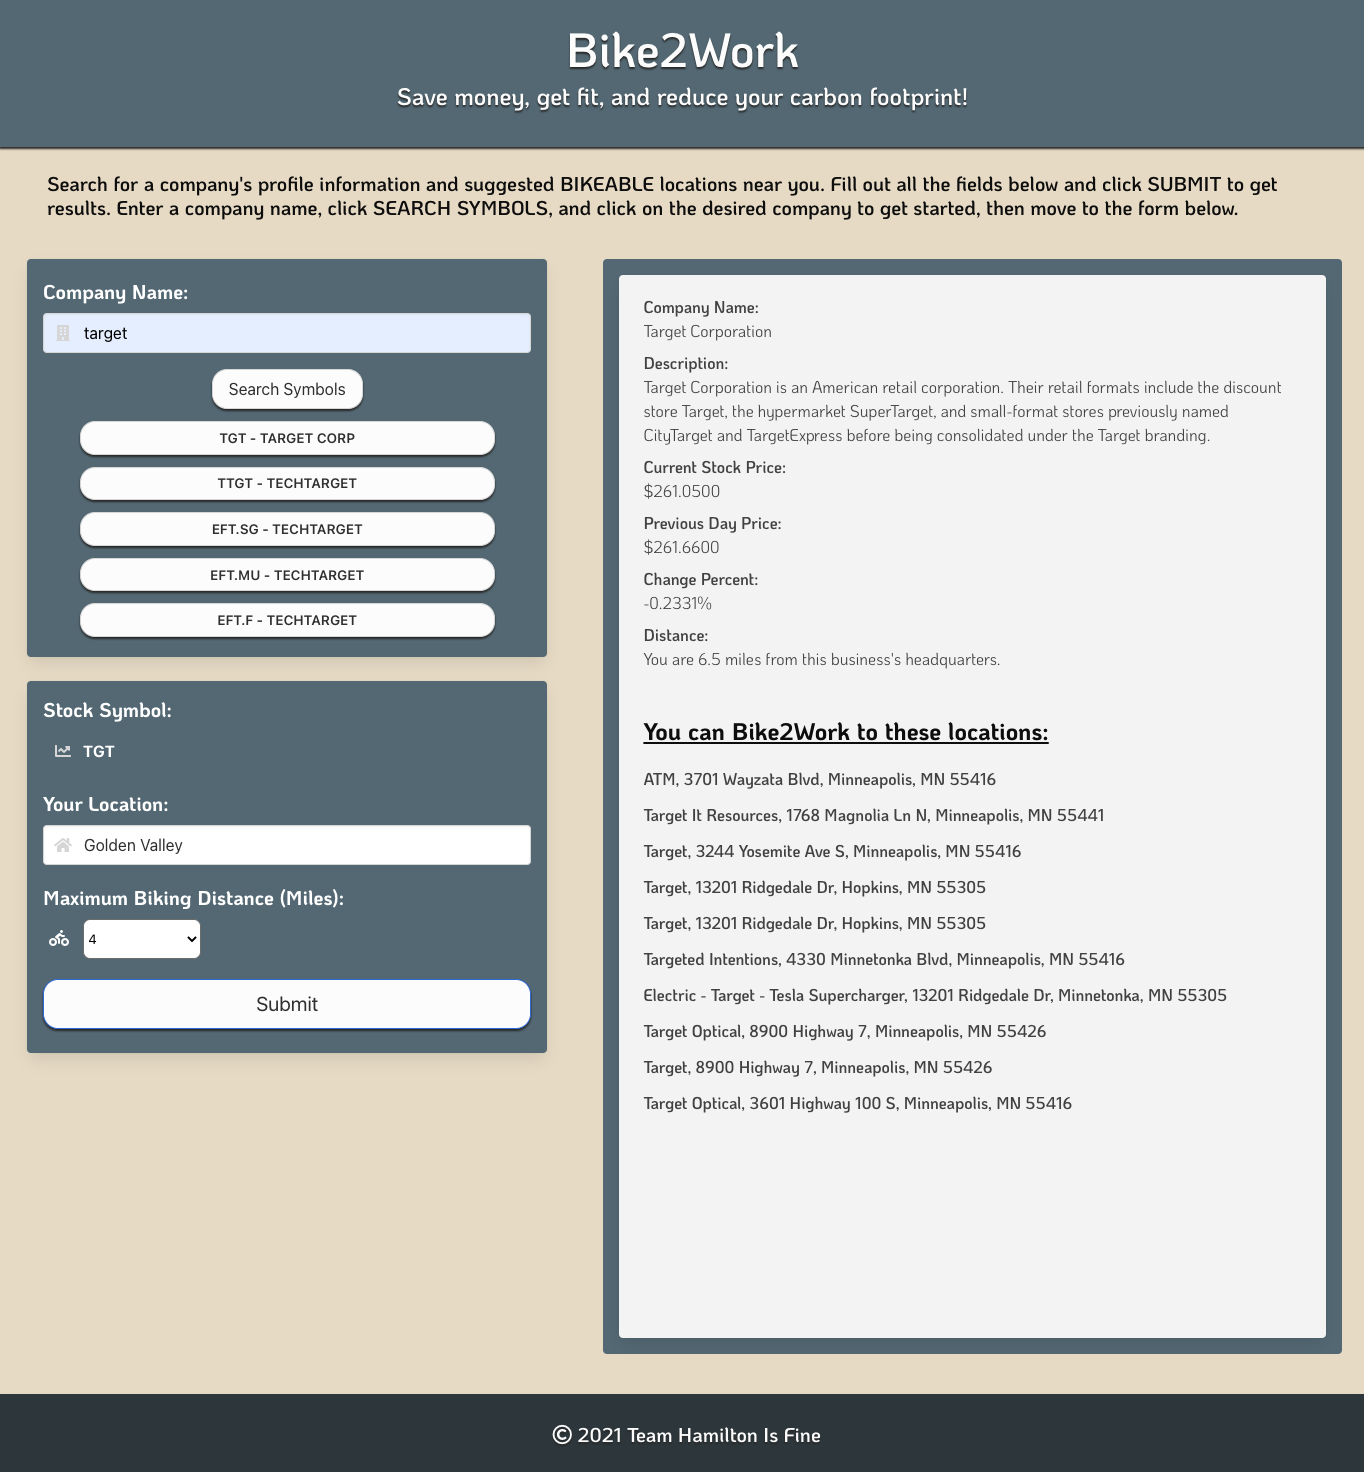 Bike2Work
Save money, get fit, and reduce your carbon footprint!
Search for a company's profile information and suggested BIKEABLE locations near you. Fill out all the fields below and click SUBMIT to get
results. Enter a company name, click SEARCH SYMBOLS, and click on the desired company to get started, then move to the form below.
Company Name:
target
Search Symbols
TGT - TARGET CORP
TTGT - TECHTARGET
EFT.SG - TECHTARGET
EFT.MU - TECHTARGET
EFT.F - TECHTARGET
Stock Symbol:
TGT
Your Location:
Golden Valley
Maximum Biking Distance (Miles):
4
Submit
Company Name:
Target Corporation
Description:
Target Corporation is an American retail corporation. Their retail formats include the discount
store Target, the hypermarket SuperTarget, and small-format stores previously named
CityTarget and TargetExpress before being consolidated under the Target branding.
Current Stock Price:
$261.0500
Previous Day Price:
$261.6600
Change Percent:
-0.2331%
Distance:
You are 6.5 miles from this business's headquarters.
You can Bike2Work to these locations:
ATM, 3701 Wayzata Blvd, Minneapolis, MN 55416
Target It Resources, 1768 Magnolia Ln N, Minneapolis, MN 55441
Target, 3244 Yosemite Ave S, Minneapolis, MN 55416
Target, 13201 Ridgedale Dr, Hopkins, MN 55305
Target, 13201 Ridgedale Dr, Hopkins, MN 55305
Targeted Intentions, 4330 Minnetonka Blvd, Minneapolis, MN 55416
Electric - Target - Tesla Supercharger, 13201 Ridgedale Dr, Minnetonka, MN 55305
Target Optical, 8900 Highway 7, Minneapolis, MN 55426
Target, 8900 Highway 7, Minneapolis, MN 55426
Target Optical, 3601 Highway 100 S, Minneapolis, MN 55416
© 2021 Team Hamilton Is Fine